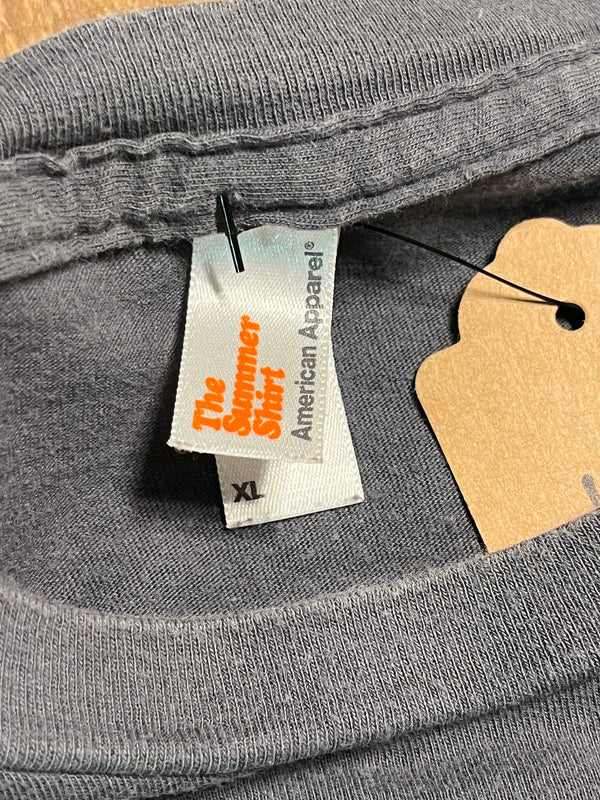 The
Summer
Shirt
American Apparel®
XL